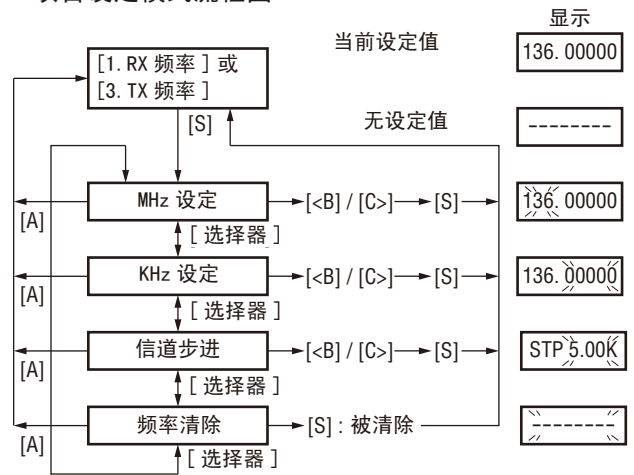 显示
当前设定值
136. 00000
[1. RX 频率 ] 或
[3. TX 频率 ]
[S]
无设定值
--------
MHz 设定
[<B] / [C>]
[S]
136. 00000
[A]
[ 选择器 ]
KHz 设定
[<B] / [C>]
[S]
136. 00000
[A]
[ 选择器 ]
信道步进
[<B] / [C>]
[S]
STP 5.00K
[A]
[ 选择器 ]
频率清除
[S] : 被清除
--------
[A]
[ 选择器 ]